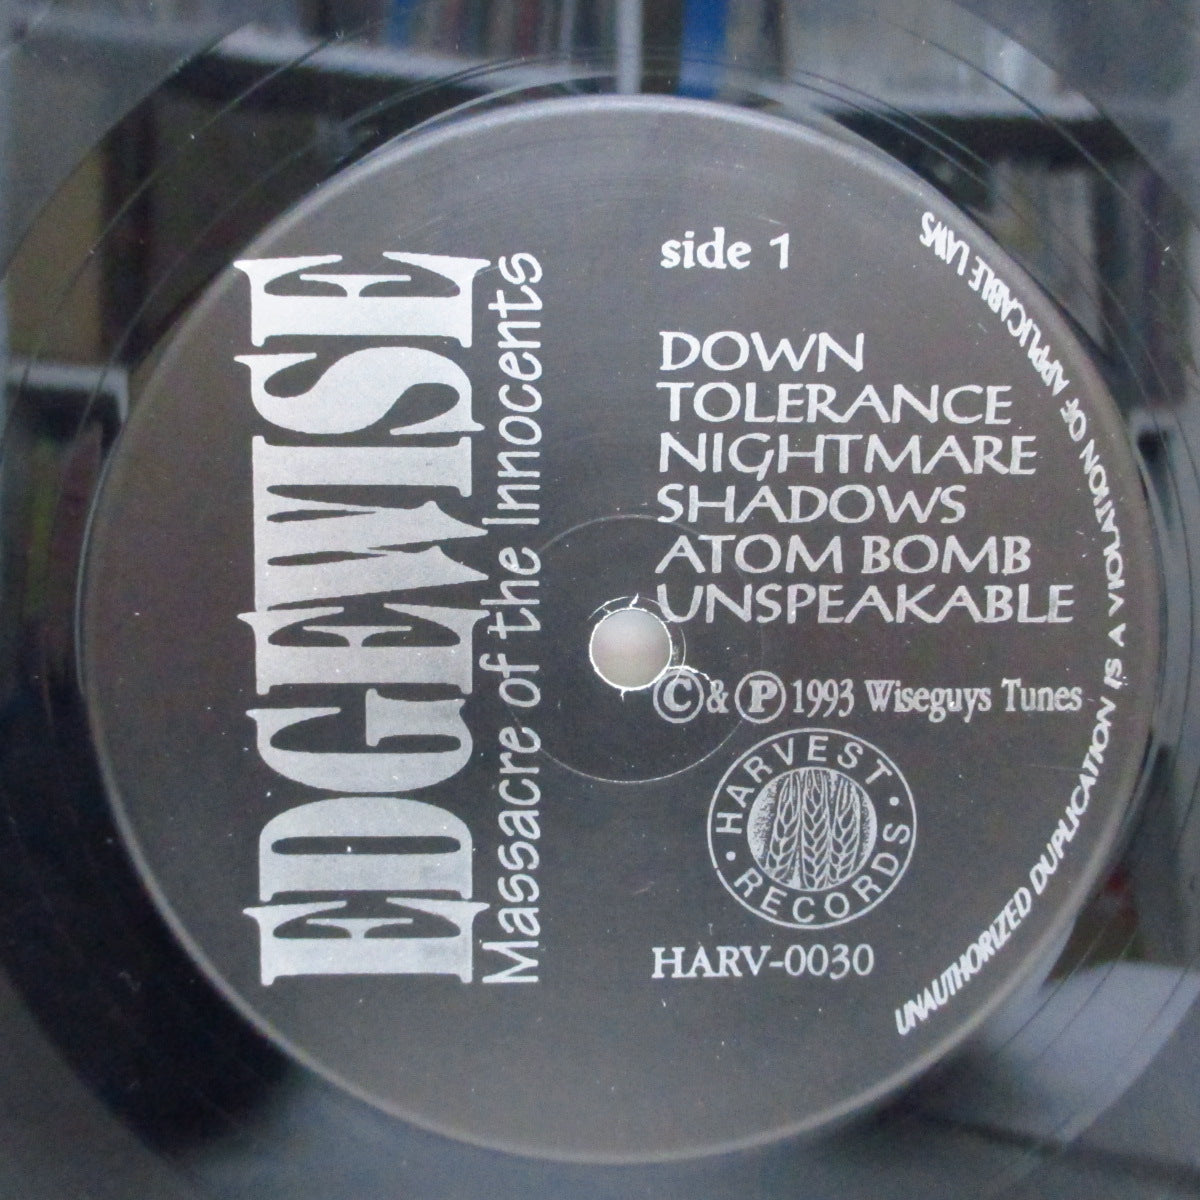 EDGEWISE
Massacre of the Innocents
side 1
DOWN
TOLERANCE
NIGHTMARE
SHADOWS
ATOM BOMB
UNSPEAKABLE
© & ℗ 1993 Wiseguys Tunes
HARVEST
RECORDS
HARV-0030
UNAUTHORIZED DUPLICATION IS A VIOLATION OF APPLICABLE LAWS